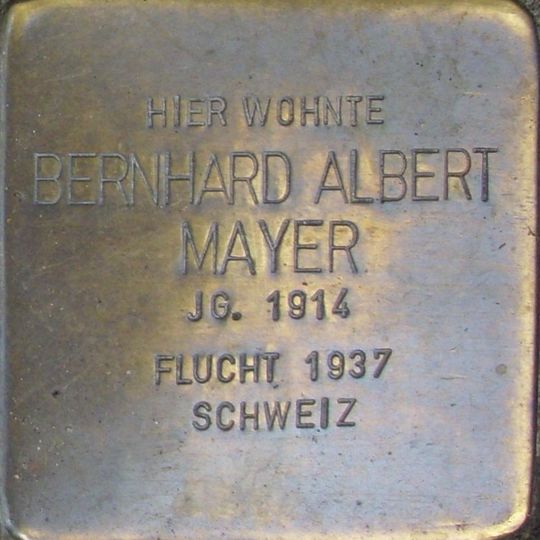 HIER WOHNTE
BERNHARD ALBERT
MAYER
JG. 1914
FLUCHT 1937
SCHWEIZ